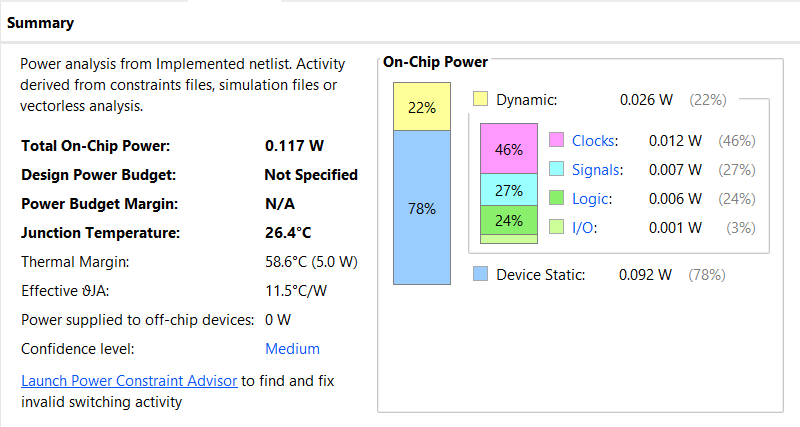 Summary
Power analysis from Implemented netlist. Activity
derived from constraints files, simulation files or
vectorless analysis.
Total On-Chip Power: 0.117 W
Design Power Budget: Not Specified
Power Budget Margin: N/A
Junction Temperature: 26.4°C
Thermal Margin: 58.6°C (5.0 W)
Effective ϑJA: 11.5°C/W
Power supplied to off-chip devices: 0 W
Confidence level: Medium
Launch Power Constraint Advisor to find and fix
invalid switching activity
On-Chip Power
22%
78%
Dynamic: 0.026 W (22%)
46%
27%
24%
Clocks: 0.012 W (46%)
Signals: 0.007 W (27%)
Logic: 0.006 W (24%)
I/O: 0.001 W (3%)
Device Static: 0.092 W (78%)